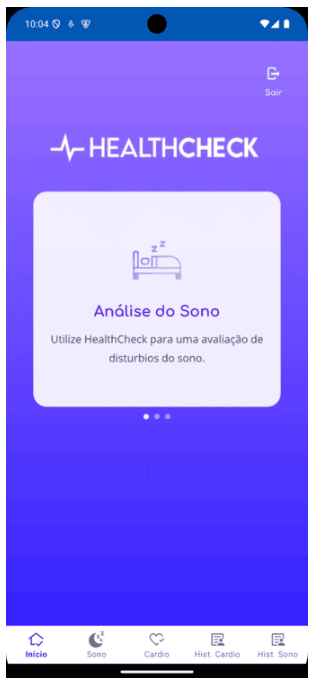 10:04
Sair
HEALTHCHECK
z z
Análise do Sono
Utilize HealthCheck para uma avaliação de
disturbios do sono.
Início
Sono
Cardio
Hist. Cardio
Hist. Sono